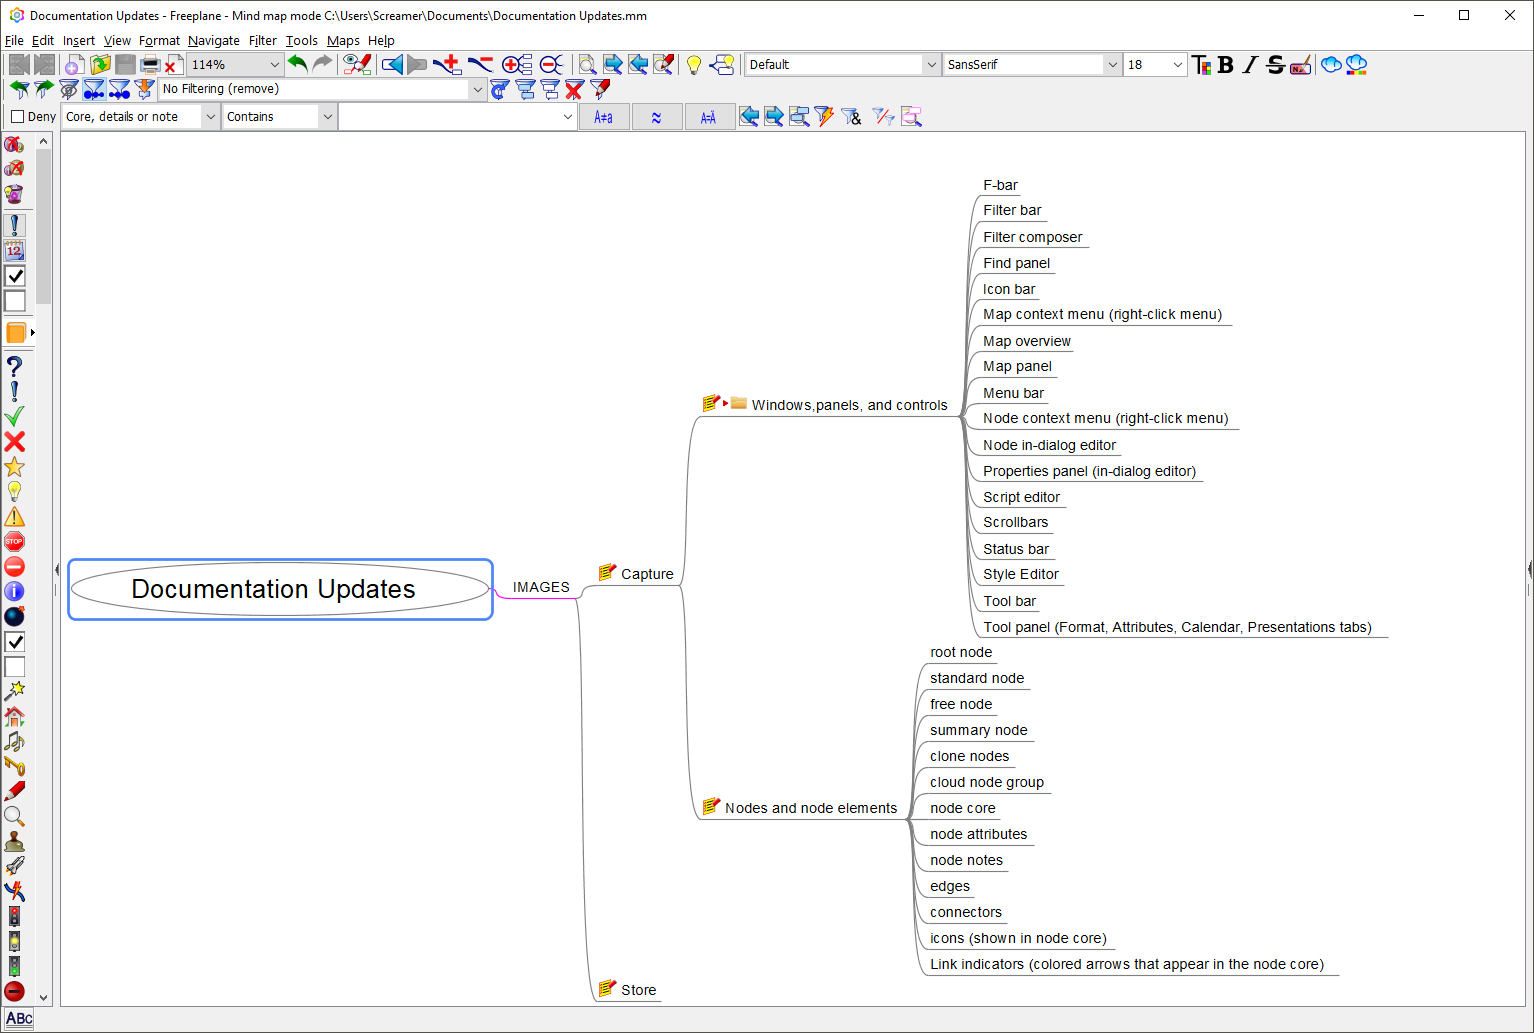 Documentation Updates - Freeplane - Mind map mode C:\Users\Screamer\Documents\Documentation Updates.mm
File Edit Insert View Format Navigate Filter Tools Maps Help
114% Default SansSerif 18 T B I S
No Filtering (remove)
Deny Core, details or note Contains A≠a ≈ A=Ä &
12
STOP
ABC
Documentation Updates
IMAGES
Capture
Windows,panels, and controls
F-bar
Filter bar
Filter composer
Find panel
Icon bar
Map context menu (right-click menu)
Map overview
Map panel
Menu bar
Node context menu (right-click menu)
Node in-dialog editor
Properties panel (in-dialog editor)
Script editor
Scrollbars
Status bar
Style Editor
Tool bar
Tool panel (Format, Attributes, Calendar, Presentations tabs)
Nodes and node elements
root node
standard node
free node
summary node
clone nodes
cloud node group
node core
node attributes
node notes
edges
connectors
icons (shown in node core)
Link indicators (colored arrows that appear in the node core)
Store